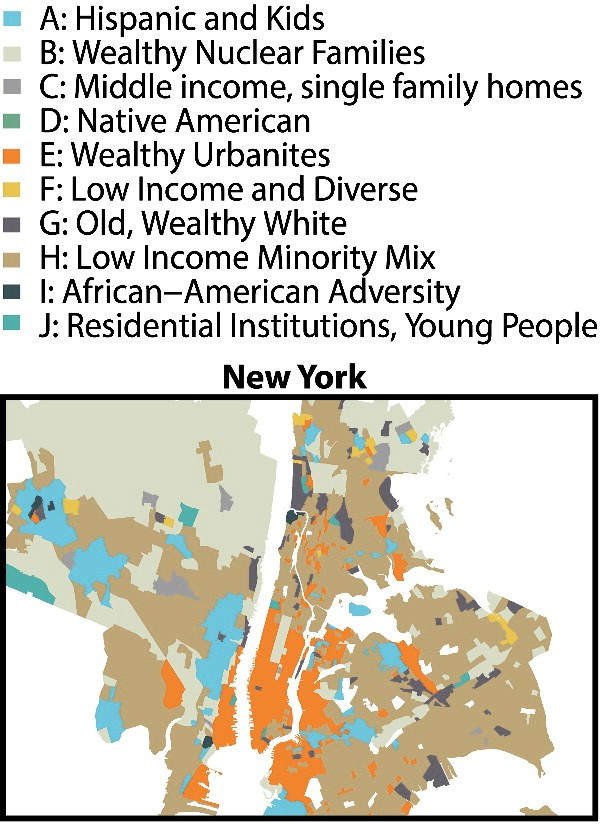 A: Hispanic and Kids
B: Wealthy Nuclear Families
C: Middle income, single family homes
D: Native American
E: Wealthy Urbanites
F: Low Income and Diverse
G: Old, Wealthy White
H: Low Income Minority Mix
I: African−American Adversity
J: Residential Institutions, Young People
New York